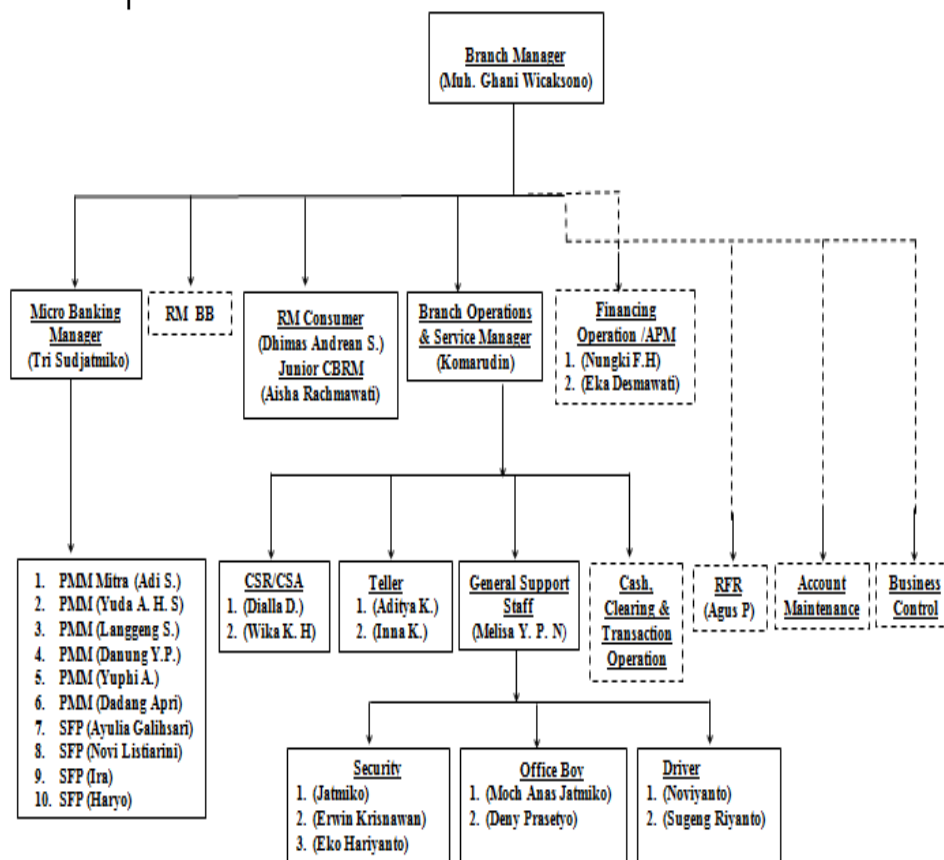 Branch Manager
(Muh. Ghani Wicaksono)
Micro Banking
Manager
(Tri Sudjatmiko)
RM BB
RM Consumer
(Dhimas Andrean S.)
Junior CBRM
(Aisha Rachmawati)
Branch Operations
& Service Manager
(Komarudin)
Financing
Operation /APM
1. (Nungki F.H)
2. (Eka Desmawati)
1. PMM Mitra (Adi S.)
2. PMM (Yuda A. H. S)
3. PMM (Langgeng S.)
4. PMM (Danung Y.P.)
5. PMM (Yuphi A.)
6. PMM (Dadang Apri)
7. SFP (Ayulia Galihsari)
8. SFP (Novi Listiarini)
9. SFP (Ira)
10. SFP (Haryo)
CSR/CSA
1. (Dialla D.)
2. (Wika K. H)
Teller
1. (Aditya K.)
2. (Inna K.)
General Support
Staff
(Melisa Y. P. N)
Cash,
Clearing &
Transaction
Operation
RFR
(Agus P)
Account
Maintenance
Business
Control
Security
1. (Jatmiko)
2. (Erwin Krisnawan)
3. (Eko Hariyanto)
Office Boy
1. (Moch Anas Jatmiko)
2. (Deny Prasetyo)
Driver
1. (Noviyanto)
2. (Sugeng Riyanto)